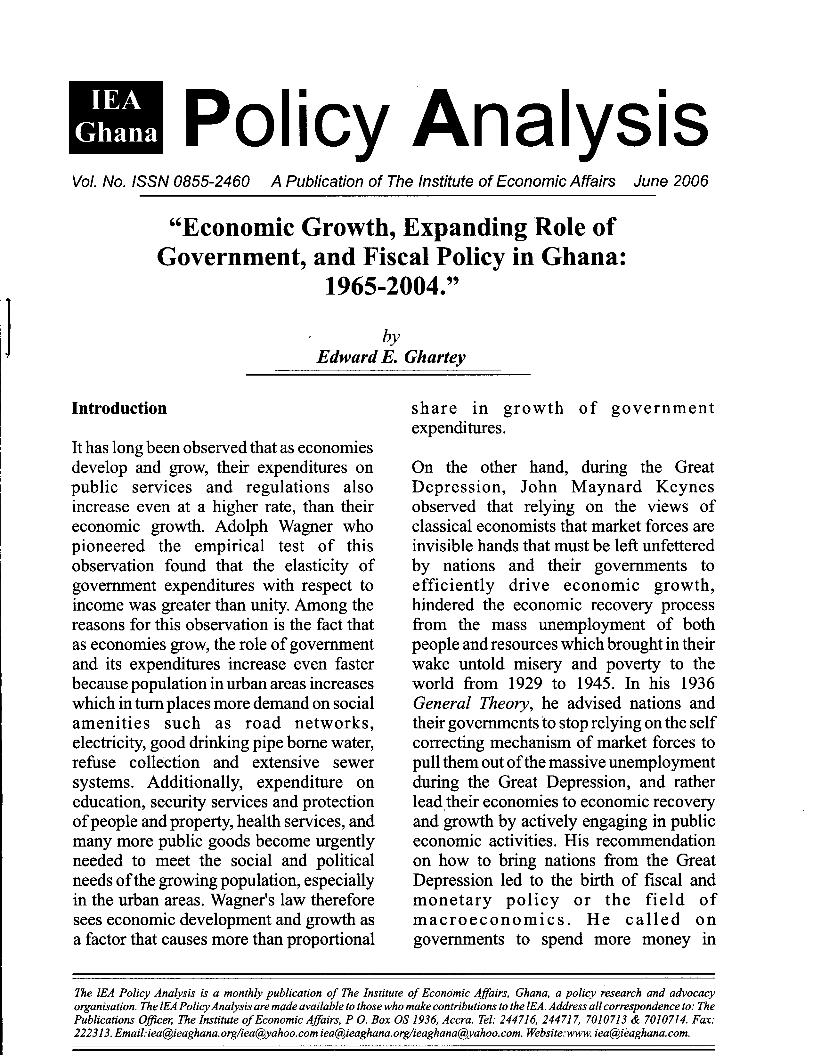 IEA
Ghana
Policy Analysis
Vol. No. ISSN 0855-2460 A Publication of The Institute of Economic Affairs June 2006
“Economic Growth, Expanding Role of
Government, and Fiscal Policy in Ghana:
1965-2004.”
by
Edward E. Ghartey
Introduction
It has long been observed that as economies
develop and grow, their expenditures on
public services and regulations also
increase even at a higher rate, than their
economic growth. Adolph Wagner who
pioneered the empirical test of this
observation found that the elasticity of
government expenditures with respect to
income was greater than unity. Among the
reasons for this observation is the fact that
as economies grow, the role of government
and its expenditures increase even faster
because population in urban areas increases
which in turn places more demand on social
amenities such as road networks,
electricity, good drinking pipe borne water,
refuse collection and extensive sewer
systems. Additionally, expenditure on
education, security services and protection
of people and property, health services, and
many more public goods become urgently
needed to meet the social and political
needs of the growing population, especially
in the urban areas. Wagner's law therefore
sees economic development and growth as
a factor that causes more than proportional
share in growth of government
expenditures.
On the other hand, during the Great
Depression, John Maynard Keynes
observed that relying on the views of
classical economists that market forces are
invisible hands that must be left unfettered
by nations and their governments to
efficiently drive economic growth,
hindered the economic recovery process
from the mass unemployment of both
people and resources which brought in their
wake untold misery and poverty to the
world from 1929 to 1945. In his 1936
General Theory, he advised nations and
their governments to stop relying on the self
correcting mechanism of market forces to
pull them out of the massive unemployment
during the Great Depression, and rather
lead their economies to economic recovery
and growth by actively engaging in public
economic activities. His recommendation
on how to bring nations from the Great
Depression led to the birth of fiscal and
monetary policy or the field of
macroeconomics. He called on
governments to spend more money in
The IEA Policy Analysis is a monthly publication of The Institute of Economic Affairs, Ghana, a policy research and advocacy
organisation. The IEA Policy Analysis are made available to those who make contributions to the IEA. Address all correspondence to: The
Publications Officer, The Institute of Economic Affairs, P O. Box OS 1936, Accra. Tel: 244716, 244717, 7010713 & 7010714. Fax:
222313. Email:iea@ieaghana.org/iea@yahoo.com iea@ieaghana.org/ieaghana@yahoo.com. Website:www. iea@ieaghana.com.